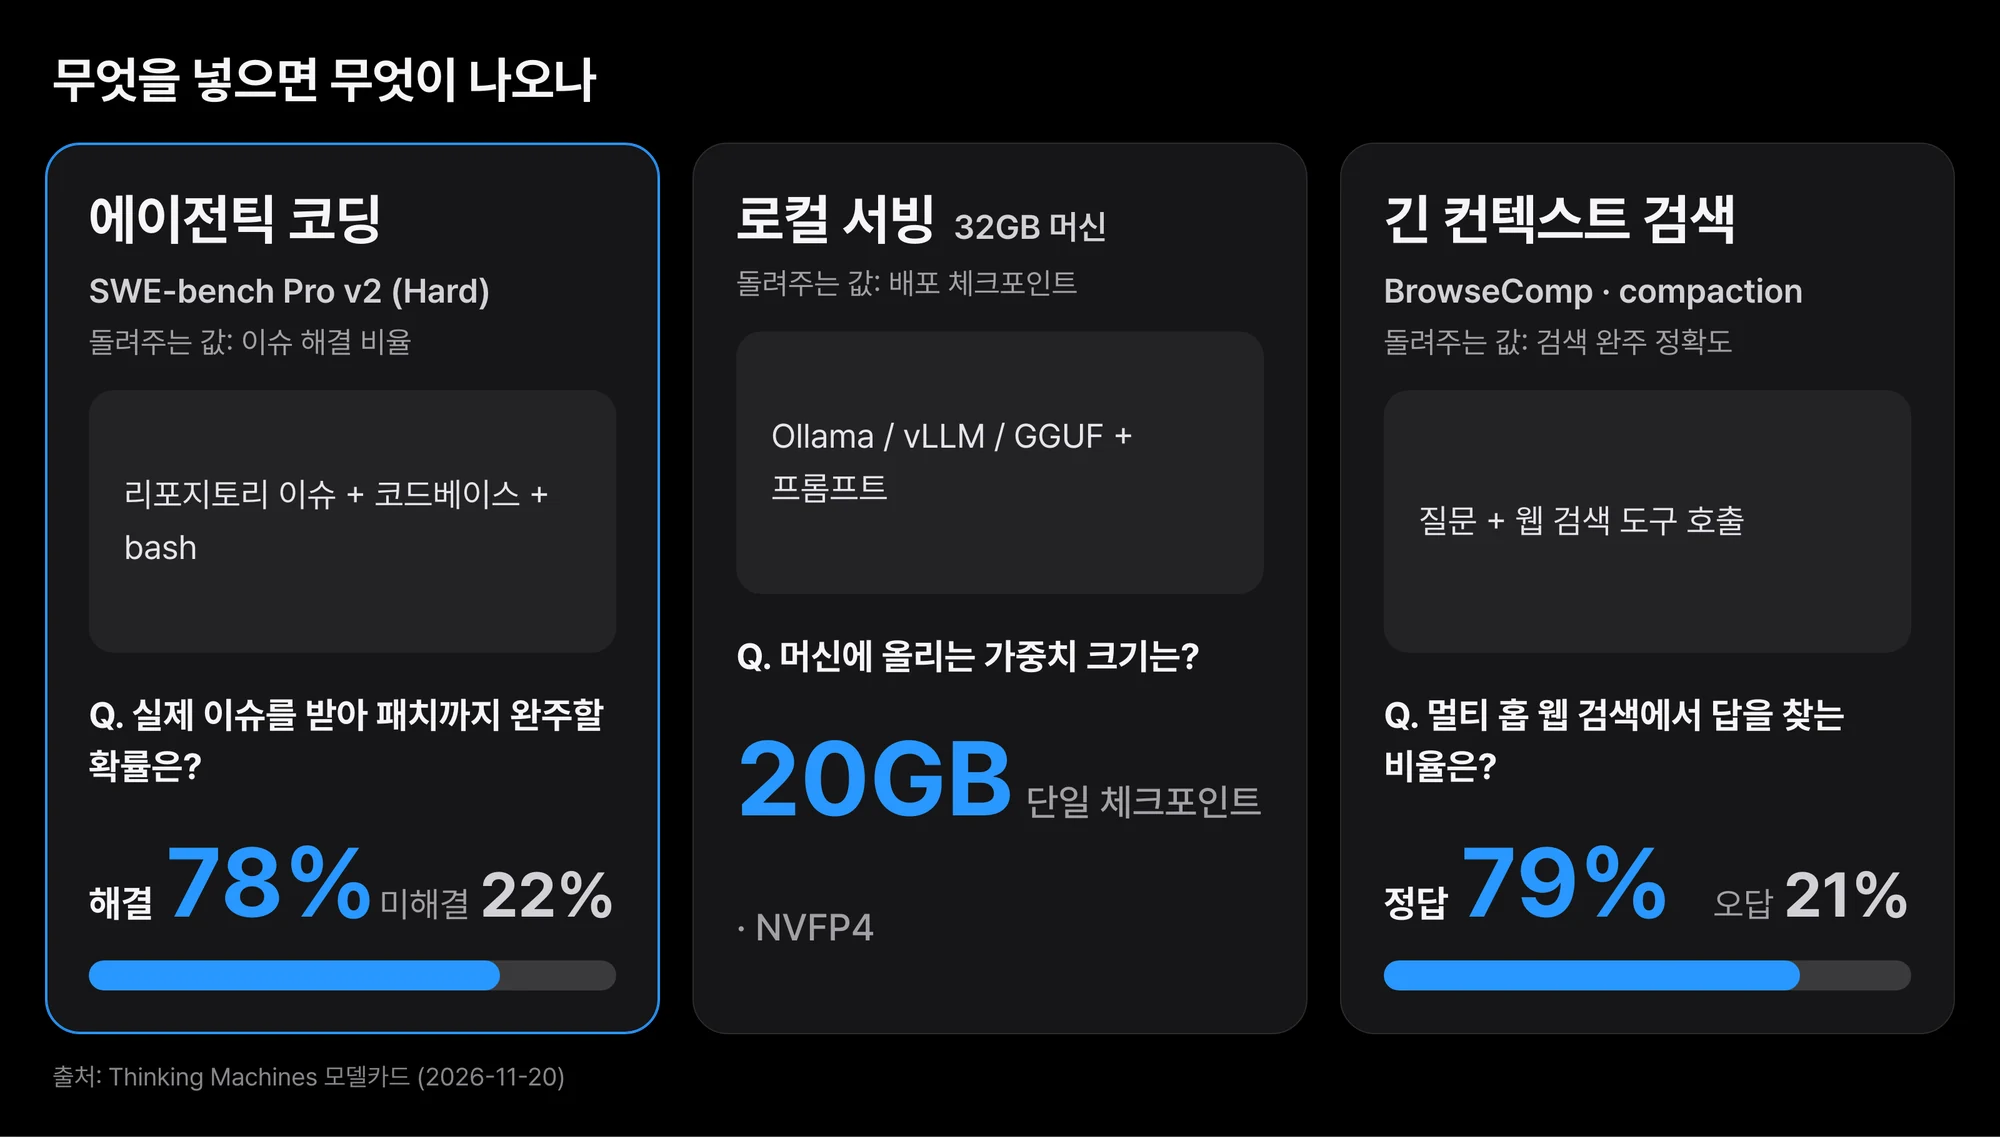 무엇을 넣으면 무엇이 나오나
에이전틱 코딩
SWE-bench Pro v2 (Hard)
돌려주는 값: 이슈 해결 비율
리포지토리 이슈 + 코드베이스 +
bash
Q. 실제 이슈를 받아 패치까지 완주할
확률은?
해결 78% 미해결 22%
로컬 서빙 32GB 머신
돌려주는 값: 배포 체크포인트
Ollama / vLLM / GGUF +
프롬프트
Q. 머신에 올리는 가중치 크기는?
20GB 단일 체크포인트
· NVFP4
긴 컨텍스트 검색
BrowseComp · compaction
돌려주는 값: 검색 완주 정확도
질문 + 웹 검색 도구 호출
Q. 멀티 홉 웹 검색에서 답을 찾는
비율은?
정답 79% 오답 21%
출처: Thinking Machines 모델카드 (2026-11-20)